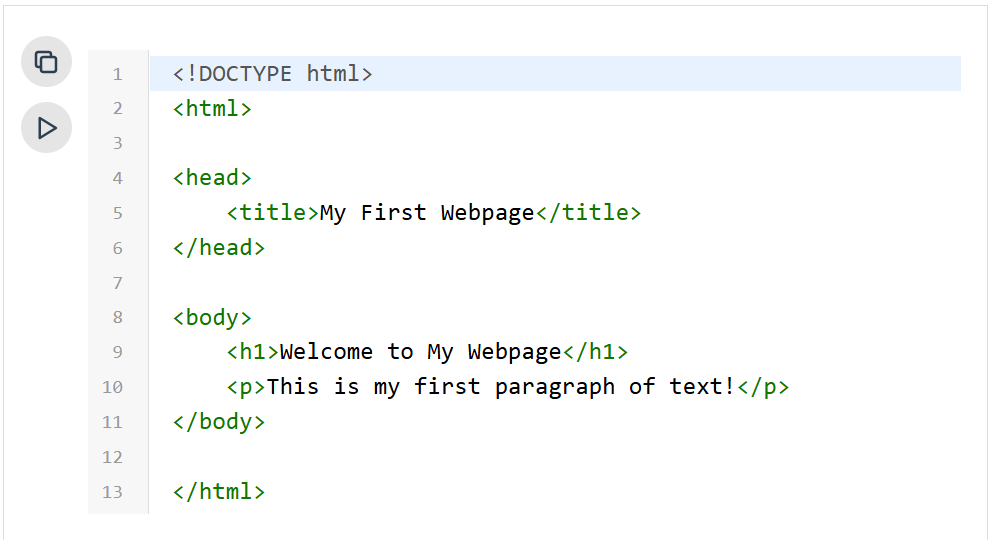 1 <!DOCTYPE html>
2 <html>
3
4 <head>
5     <title>My First Webpage</title>
6 </head>
7
8 <body>
9     <h1>Welcome to My Webpage</h1>
10     <p>This is my first paragraph of text!</p>
11 </body>
12
13 </html>